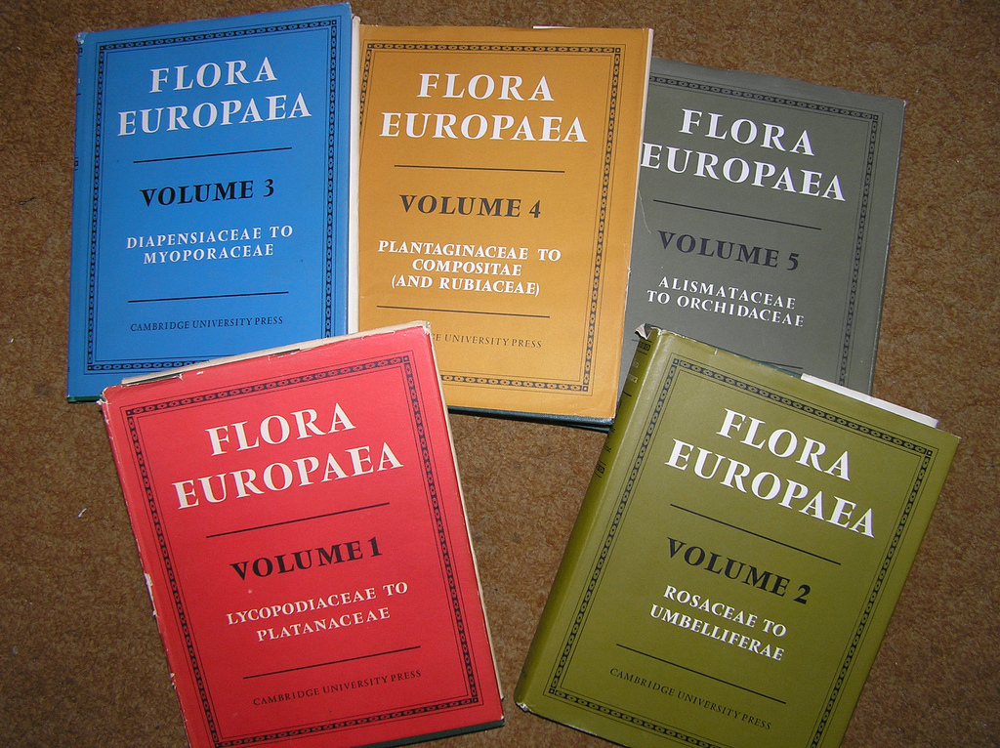 FLORA
EUROPAEA
VOLUME 3
DIAPENSIACEAE TO
MYOPORACEAE
CAMBRIDGE UNIVERSITY PRESS
FLORA
EUROPAEA
VOLUME 4
PLANTAGINACEAE TO
COMPOSITAE
(AND RUBIACEAE)
UNIVERSITY PRESS
FLORA
EUROPAEA
VOLUME 5
ALISMATACEAE
TO ORCHIDACEAE
FLORA
EUROPAEA
VOLUME 1
LYCOPODIACEAE TO
PLATANACEAE
CAMBRIDGE UNIVERSITY PRESS
FLORA
EUROPAEA
VOLUME 2
ROSACEAE TO
UMBELLIFERAE
CAMBRIDGE UNIVERSITY PRESS